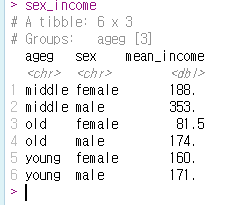 > sex_income
# A tibble: 6 x 3
# Groups:   ageg [3]
  ageg   sex    mean_income
  <chr>  <chr>        <dbl>
1 middle female       188.
2 middle male         353.
3 old    female        81.5
4 old    male         174.
5 young  female       160.
6 young  male         171.
>